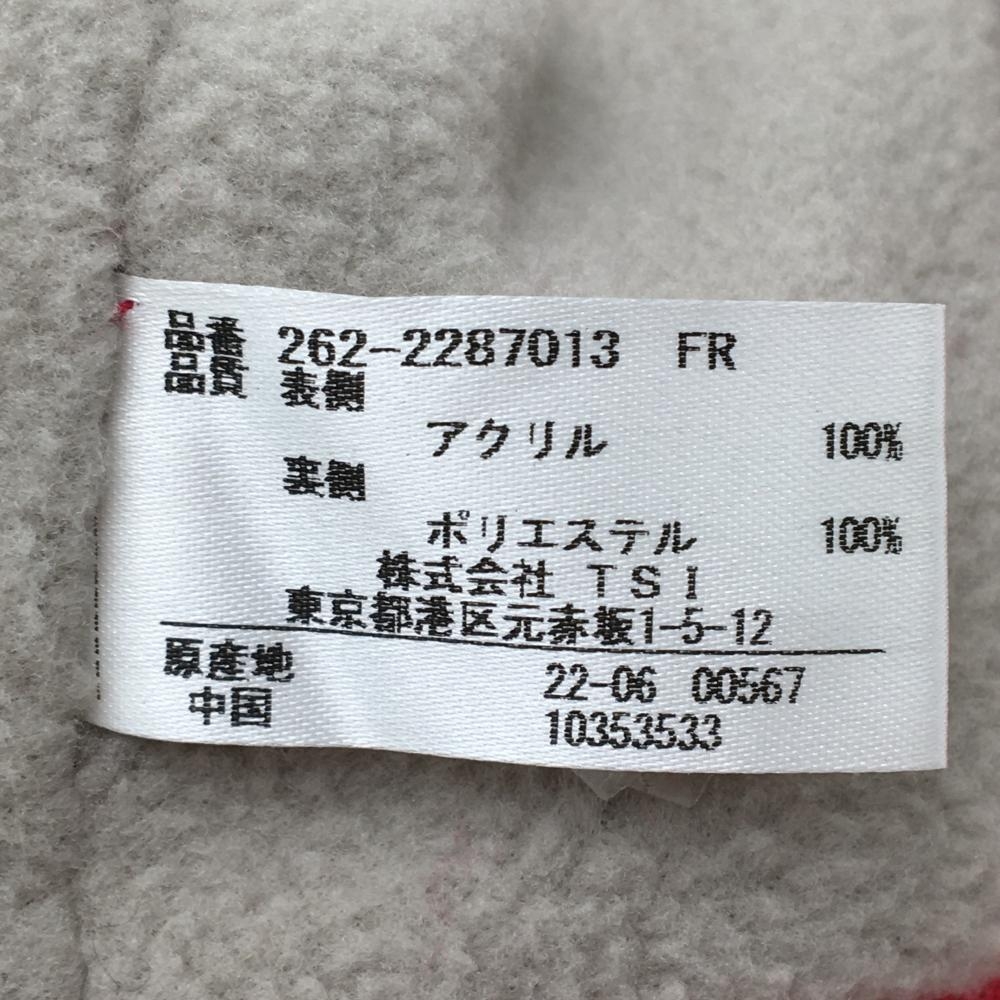 品番 262-2287013 FR
品質 表側
アクリル 100%
裏側
ポリエステル 100%
株式会社 TSI
東京都港区元赤坂1-5-12
原産地 22-06 00567
中国 10353533